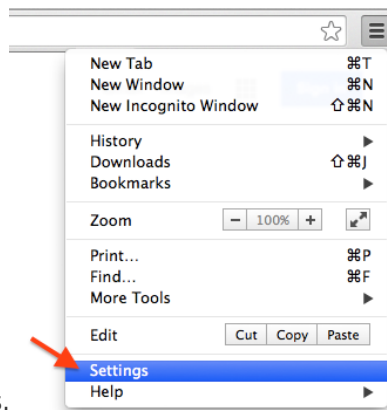 New Tab ⌘T
New Window ⌘N
New Incognito Window ⇧⌘N
History ▶
Downloads ⇧⌘J
Bookmarks ▶
Zoom − 100% +
Print... ⌘P
Find... ⌘F
More Tools ▶
Edit Cut Copy Paste
Settings
Help ▶